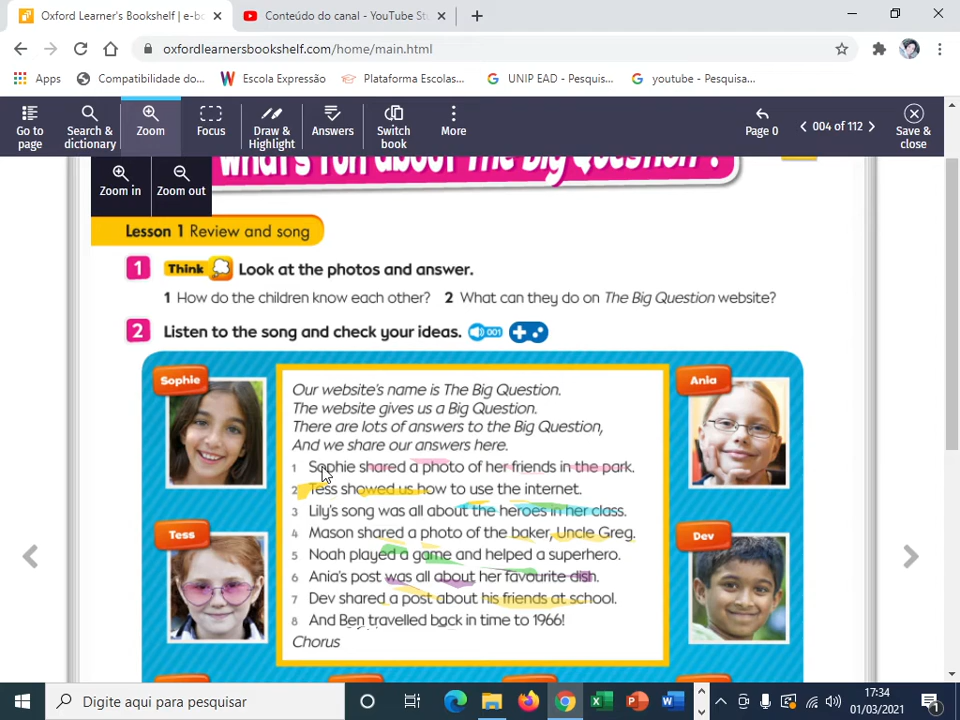 Oxford Learner's Bookshelf | e-bo
Conteúdo do canal - YouTube Stu
oxfordlearnersbookshelf.com/home/main.html
Apps
Compatibilidade do...
Escola Expressão
Plataforma Escolas...
UNIP EAD - Pesquis...
youtube - Pesquisa...
Go to page
Search & dictionary
Zoom
Focus
Draw & Highlight
Answers
Switch book
More
Page 0
004 of 112
Save & close
Zoom in
Zoom out
What's fun about The Big Question?
Lesson 1 Review and song
1 Think Look at the photos and answer.
1 How do the children know each other? 2 What can they do on The Big Question website?
2 Listen to the song and check your ideas. 001
Sophie
Ania
Tess
Dev
Our website's name is The Big Question.
The website gives us a Big Question.
There are lots of answers to the Big Question,
And we share our answers here.
1 Sophie shared a photo of her friends in the park.
2 Tess showed us how to use the internet.
3 Lily's song was all about the heroes in her class.
4 Mason shared a photo of the baker, Uncle Greg.
5 Noah played a game and helped a superhero.
6 Ania's post was all about her favourite dish.
7 Dev shared a post about his friends at school.
8 And Ben travelled back in time to 1966!
Chorus
Digite aqui para pesquisar
17:34
01/03/2021
1